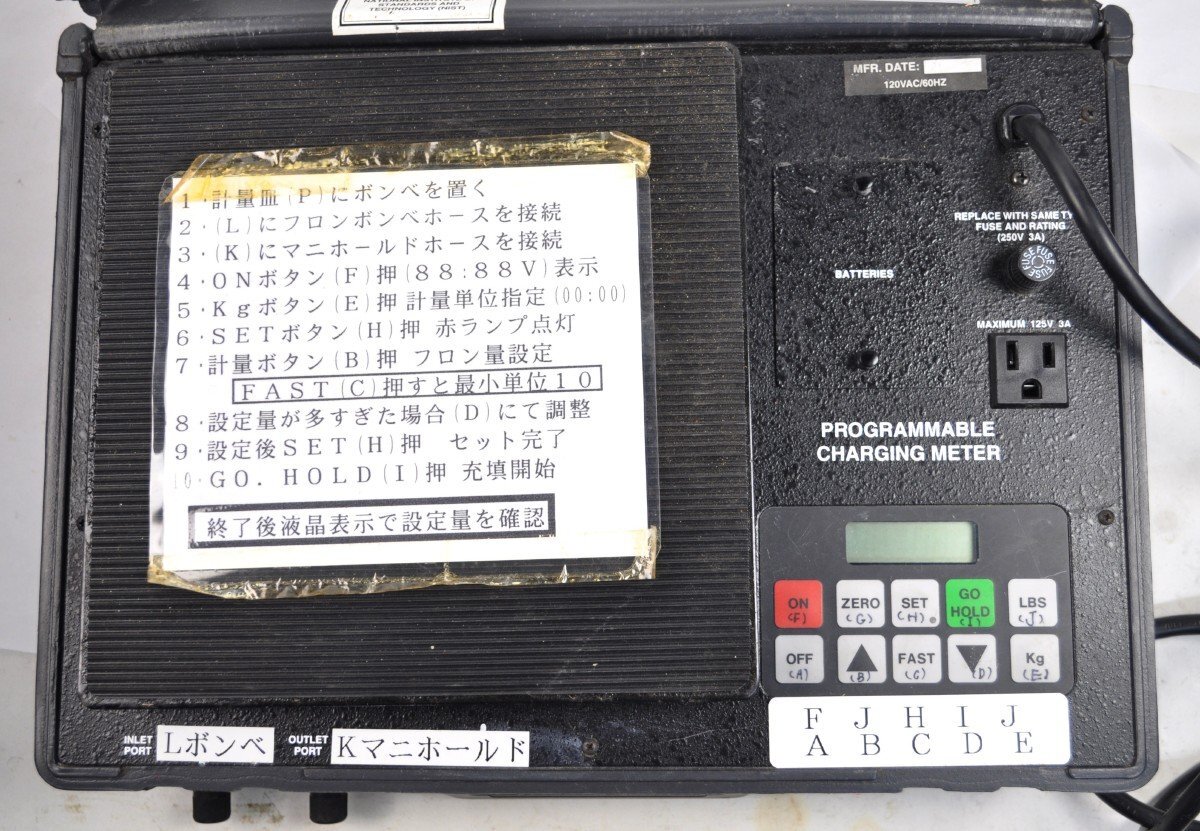 STANDARDS AND
TECHNOLOGY (NIST)
MFR. DATE:
120VAC/60HZ
1・計量皿(P)にボンベを置く
2・(L)にフロンボンベホースを接続
3・(K)にマニホールドホースを接続
4・ONボタン(F)押(88:88V)表示
5・Kgボタン(E)押 計量単位指定(00:00)
6・SETボタン(H)押 赤ランプ点灯
7・計量ボタン(B)押 フロン量設定
FAST(C)押すと最小単位10
8・設定量が多すぎた場合(D)にて調整
9・設定後SET(H)押 セット完了
10・GO. HOLD(I)押 充填開始
終了後液晶表示で設定量を確認
BATTERIES
REPLACE WITH SAME TY
FUSE AND RATING
(250V 3A)
FUSE FUSE FUSE
MAXIMUM 125V 3A
PROGRAMMABLE
CHARGING METER
ON ZERO SET GO HOLD LBS
(F) (G) (H) (I) (J)
OFF FAST Kg
(A) (B) (C) (D) (E)
F J H I J
A B C D E
INLET PORT Lボンベ
OUTLET PORT Kマニホールド